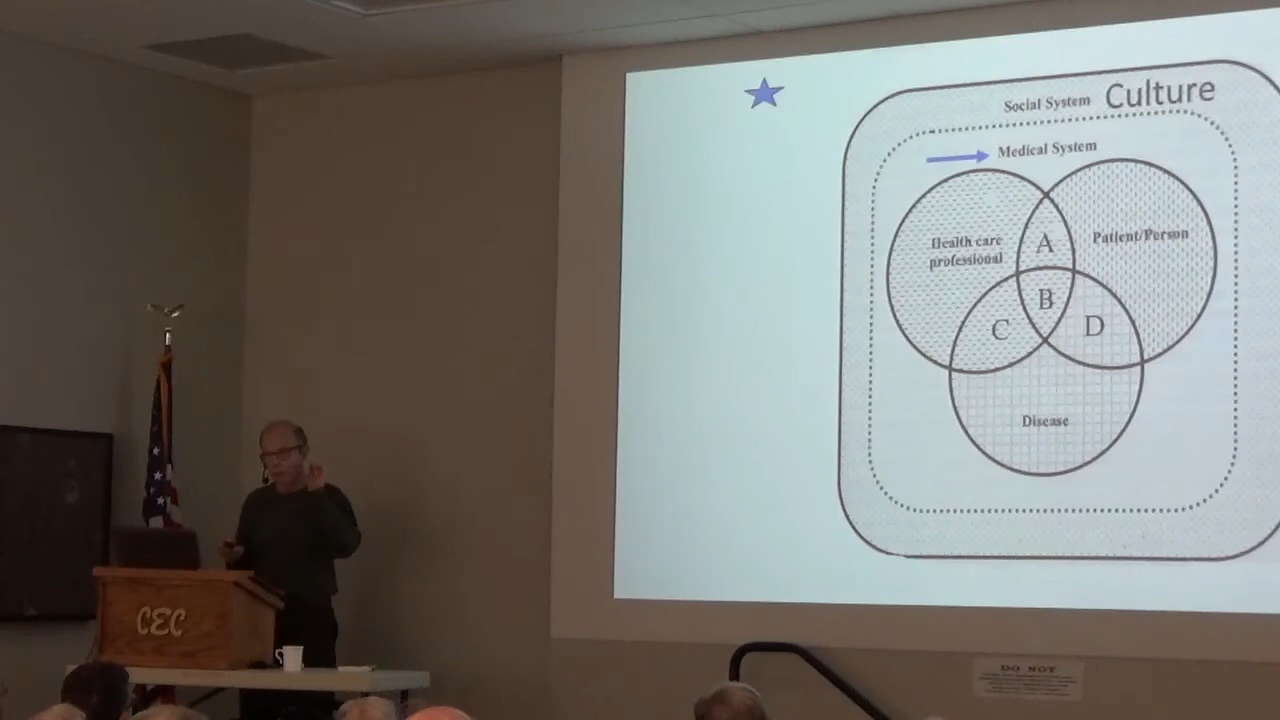 Social System Culture
Medical System
Health care
professional
A
Patient/Person
B
C
D
Disease
CEC
DO NOT